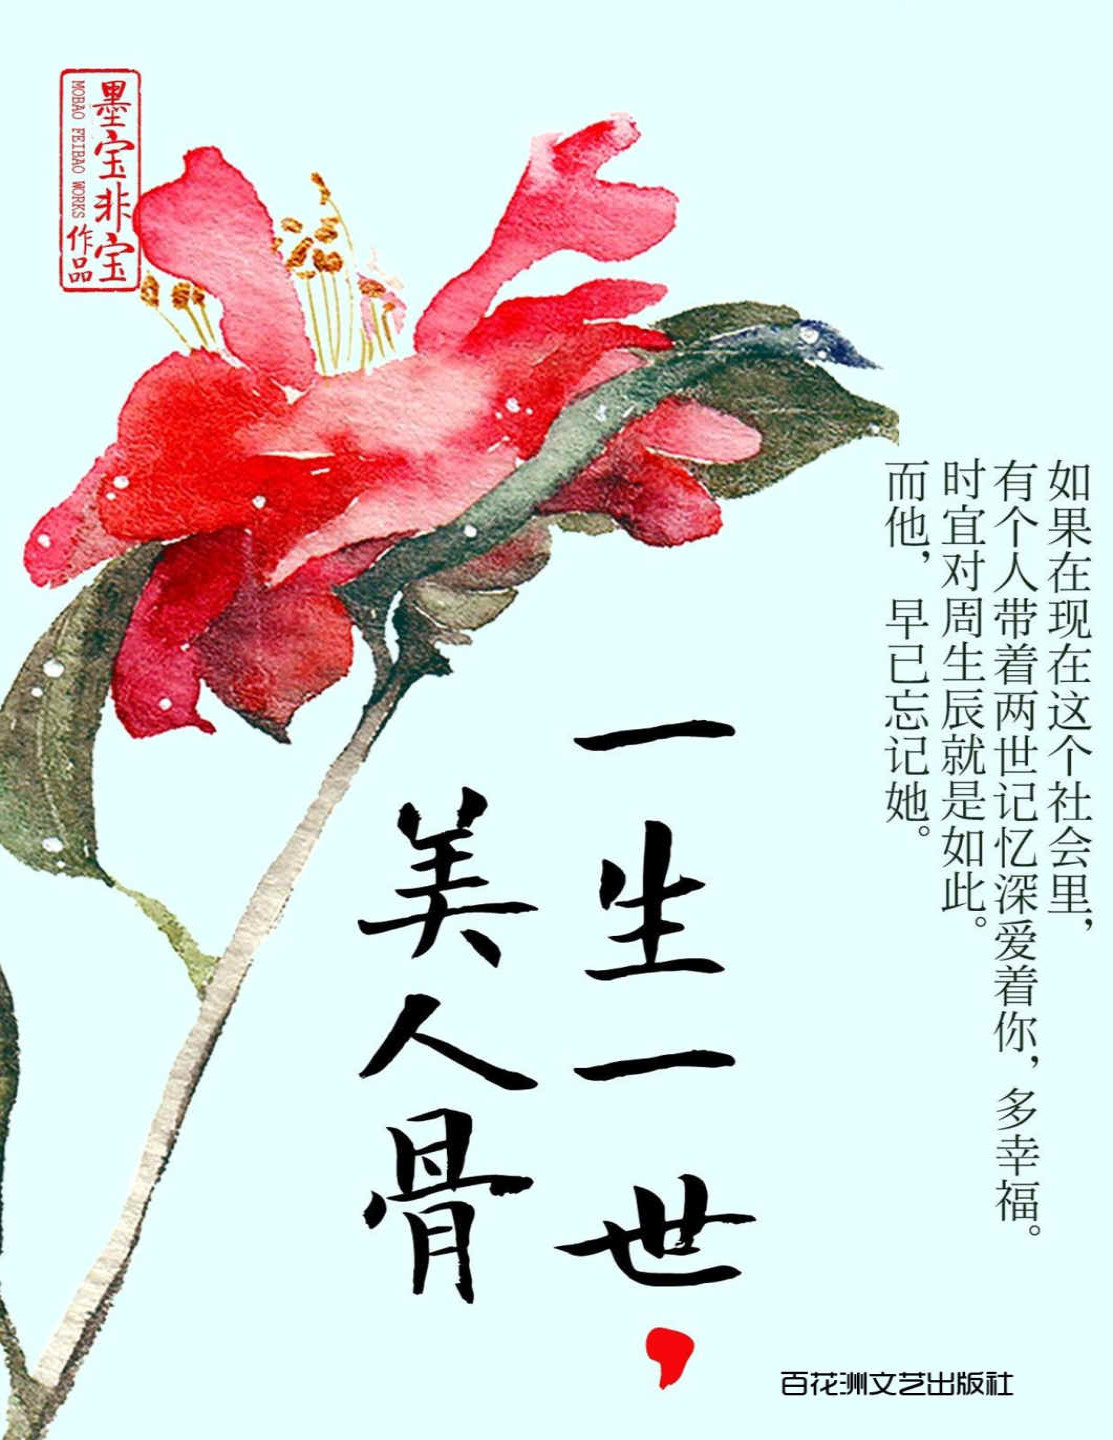 墨宝非宝
作品
MOBAO FEIBAO WORKS
如果在现在这个社会里，
有个人带着两世记忆深爱着你，多幸福。
时宜对周生辰就是如此。
而他，早已忘记她。
一生一世，
美人骨
百花洲文艺出版社